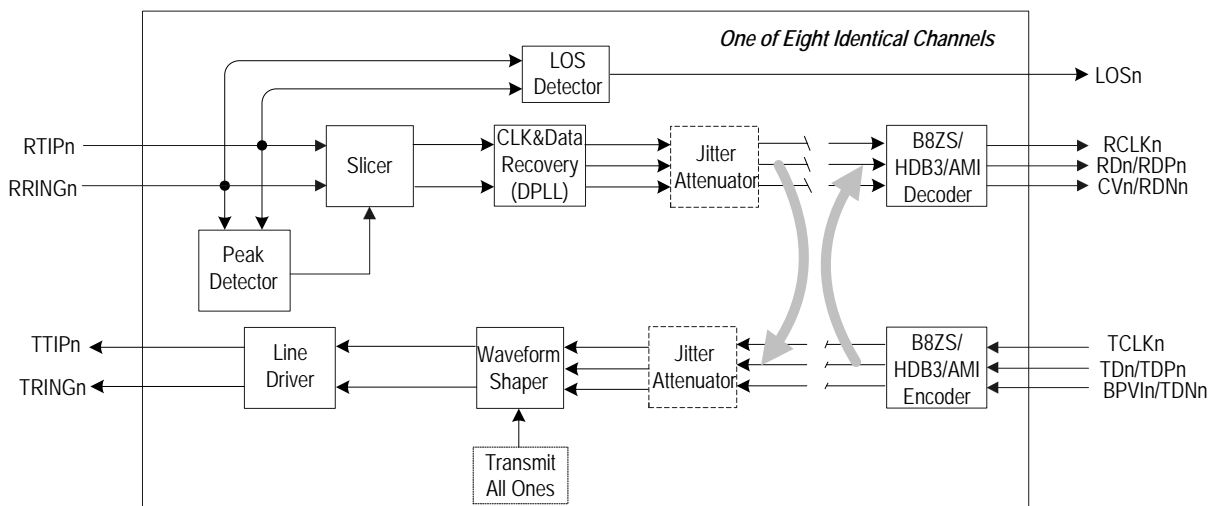 One of Eight Identical Channels
LOS
Detector
LOSn
RTIPn
RRINGn
Slicer
CLK&Data
Recovery
(DPLL)
Jitter
Attenuator
B8ZS/
HDB3/AMI
Decoder
RCLKn
RDn/RDPn
CVn/RDNn
Peak
Detector
TTIPn
TRINGn
Line
Driver
Waveform
Shaper
Jitter
Attenuator
B8ZS/
HDB3/AMI
Encoder
TCLKn
TDn/TDPn
BPVIn/TDNn
Transmit
All Ones